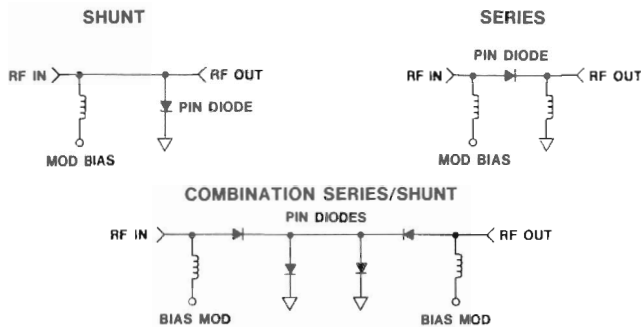 SHUNT
RF IN
RF OUT
PIN DIODE
MOD BIAS
SERIES
PIN DIODE
RF IN
RF OUT
MOD BIAS
COMBINATION SERIES/SHUNT
PIN DIODES
RF IN
RF OUT
BIAS MOD
BIAS MOD